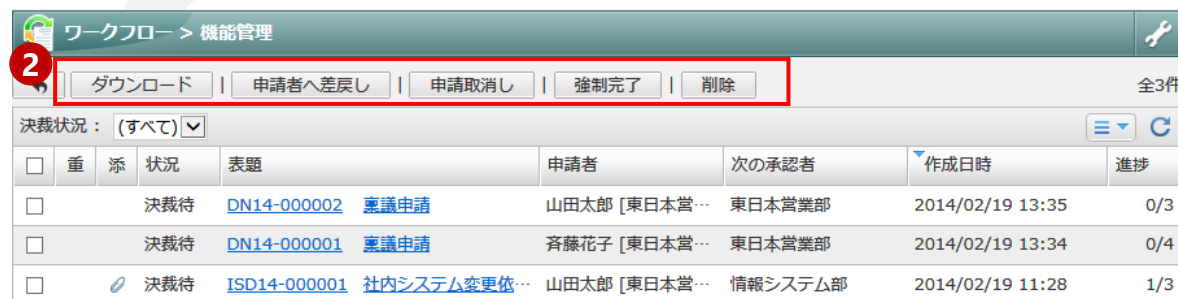 ワークフロー > 機能管理
2
ダウンロード | 申請者へ差戻し | 申請取消し | 強制完了 | 削除 全3件
決裁状況： (すべて)
重 添 状況 表題 申請者 次の承認者 作成日時 進捗
決裁待 DN14-000002 稟議申請 山田太郎 [東日本営… 東日本営業部 2014/02/19 13:35 0/3
決裁待 DN14-000001 稟議申請 斉藤花子 [東日本営… 東日本営業部 2014/02/19 13:34 0/4
決裁待 ISD14-000001 社内システム変更依… 山田太郎 [東日本営… 情報システム部 2014/02/19 11:28 1/3